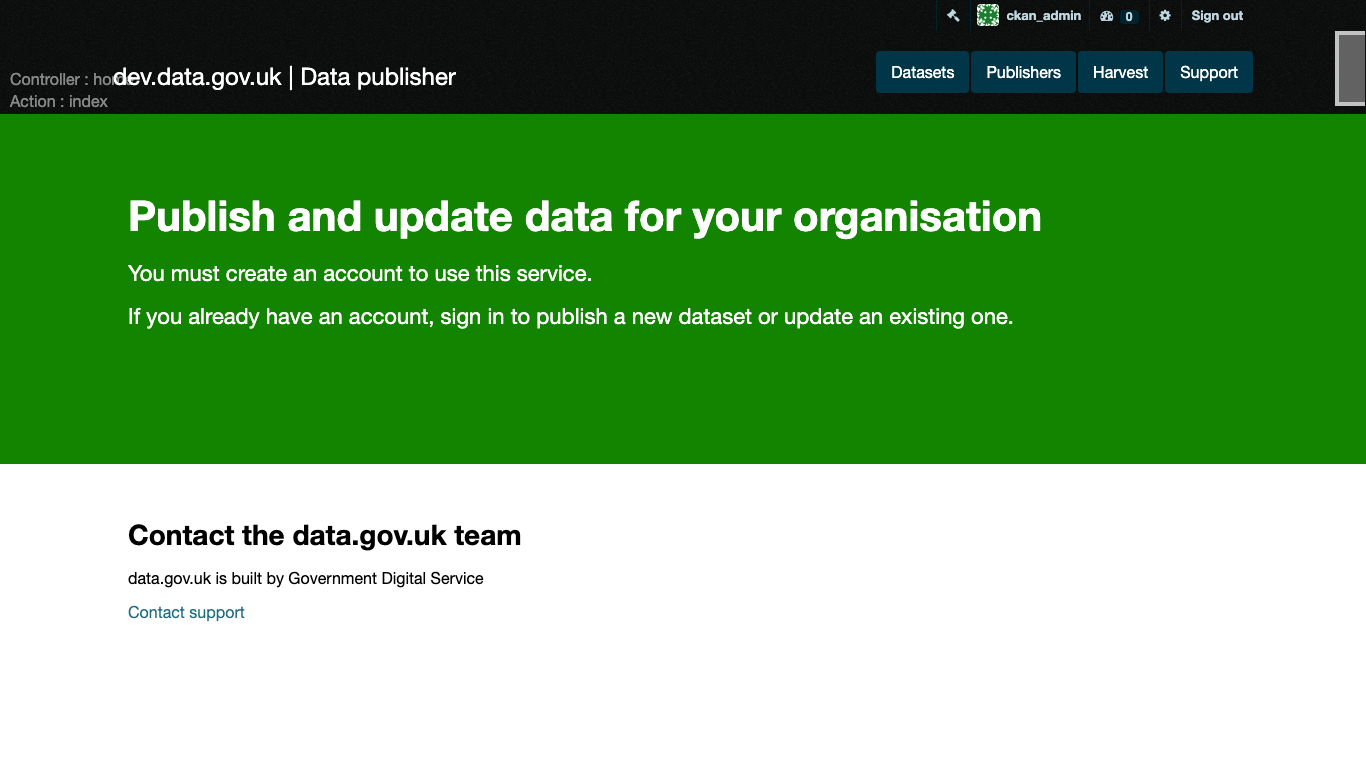 ckan_admin 0 Sign out
Controller : home
dev.data.gov.uk | Data publisher
Datasets Publishers Harvest Support
Action : index
Publish and update data for your organisation
You must create an account to use this service.
If you already have an account, sign in to publish a new dataset or update an existing one.
Contact the data.gov.uk team
data.gov.uk is built by Government Digital Service
Contact support